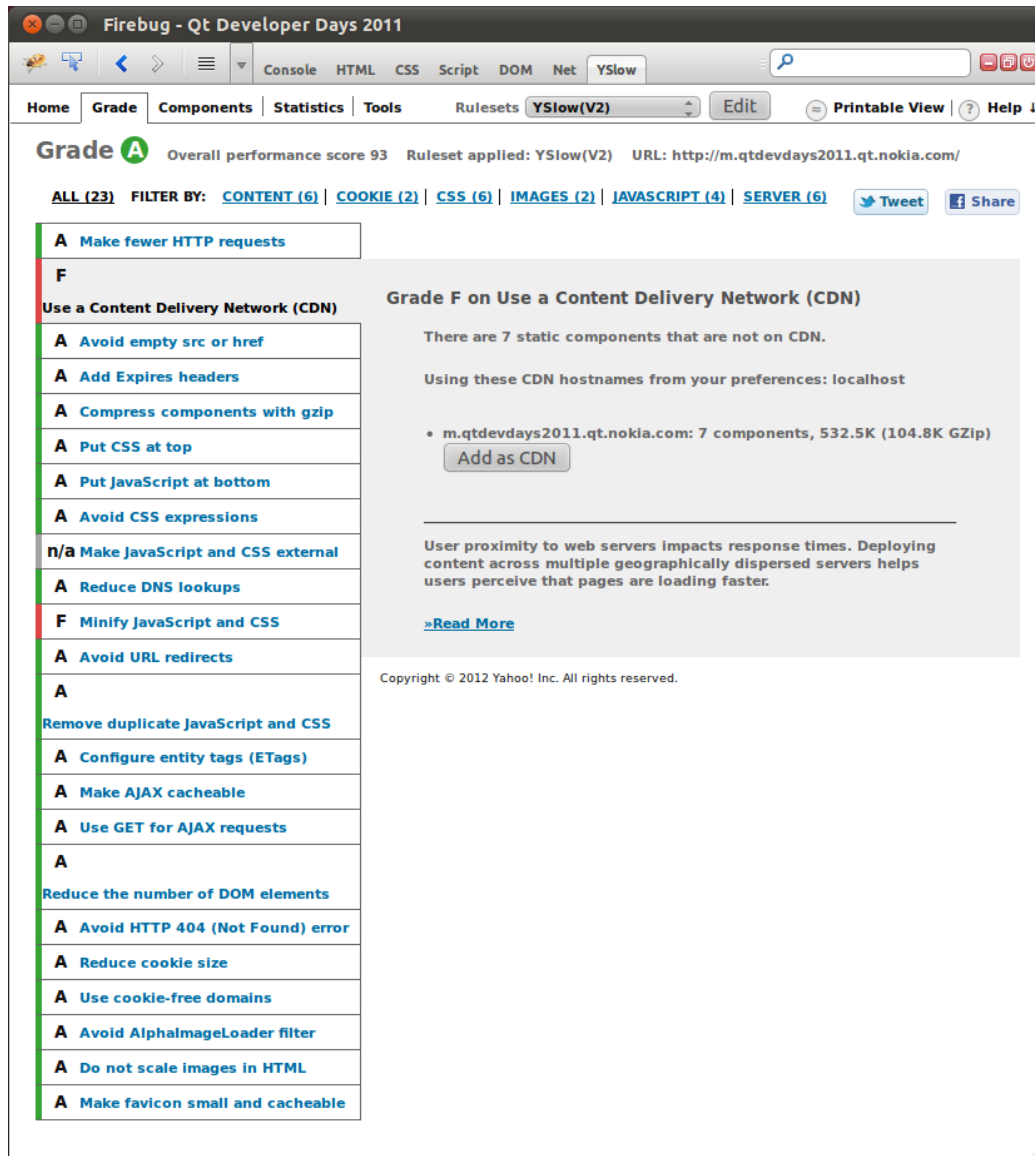 Firebug - Qt Developer Days 2011
Console HTML CSS Script DOM Net YSlow
Home Grade Components Statistics Tools Rulesets YSlow(V2) Edit Printable View ? Help
Grade A Overall performance score 93 Ruleset applied: YSlow(V2) URL: http://m.qtdevdays2011.qt.nokia.com/
ALL (23) FILTER BY: CONTENT (6) | COOKIE (2) | CSS (6) | IMAGES (2) | JAVASCRIPT (4) | SERVER (6) Tweet Share
A Make fewer HTTP requests
F
Use a Content Delivery Network (CDN)
A Avoid empty src or href
A Add Expires headers
A Compress components with gzip
A Put CSS at top
A Put JavaScript at bottom
A Avoid CSS expressions
n/a Make JavaScript and CSS external
A Reduce DNS lookups
F Minify JavaScript and CSS
A Avoid URL redirects
A
Remove duplicate JavaScript and CSS
A Configure entity tags (ETags)
A Make AJAX cacheable
A Use GET for AJAX requests
A
Reduce the number of DOM elements
A Avoid HTTP 404 (Not Found) error
A Reduce cookie size
A Use cookie-free domains
A Avoid AlphaImageLoader filter
A Do not scale images in HTML
A Make favicon small and cacheable
Grade F on Use a Content Delivery Network (CDN)
There are 7 static components that are not on CDN.
Using these CDN hostnames from your preferences: localhost
• m.qtdevdays2011.qt.nokia.com: 7 components, 532.5K (104.8K GZip)
Add as CDN
User proximity to web servers impacts response times. Deploying
content across multiple geographically dispersed servers helps
users perceive that pages are loading faster.
»Read More
Copyright © 2012 Yahoo! Inc. All rights reserved.